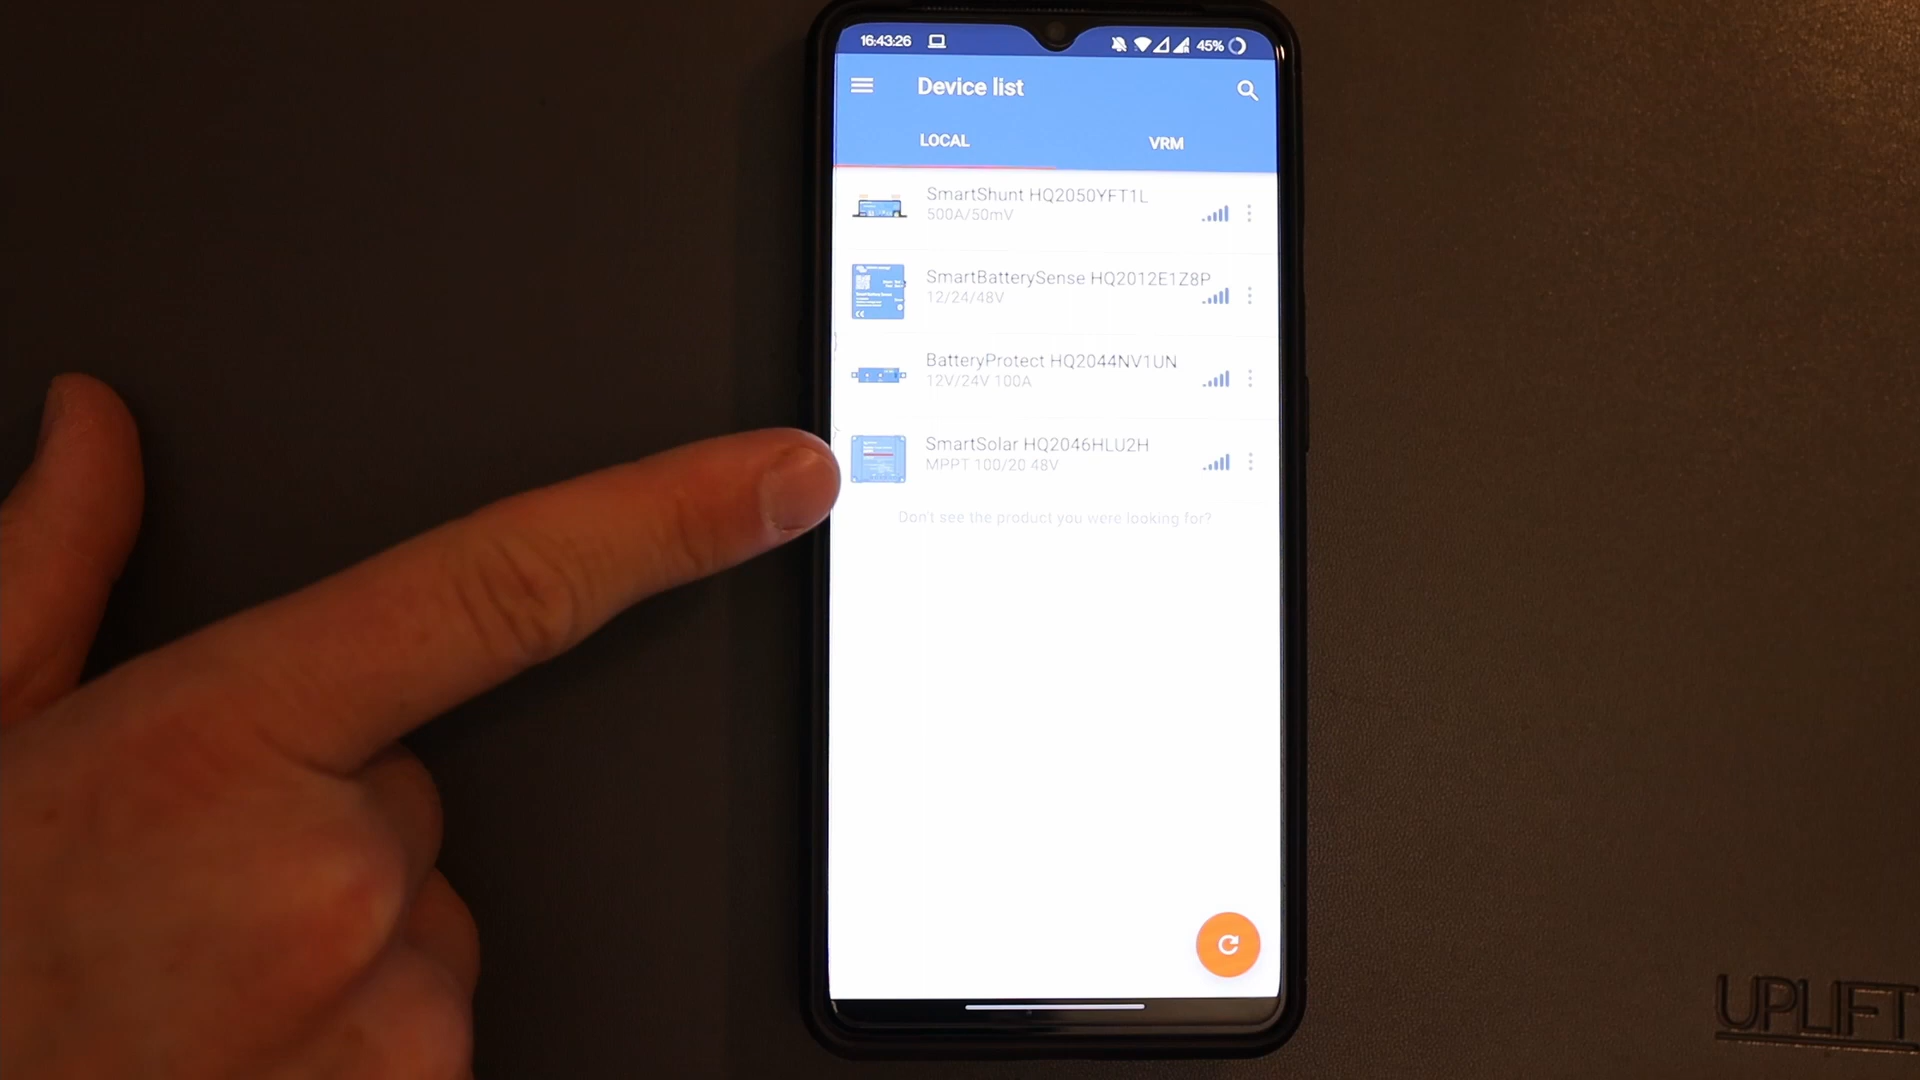 16:43:26
45%
Device list
LOCAL
VRM
SmartShunt HQ2050YFT1L
500A/50mV
SmartBatterySense HQ2012E1Z8P
12/24/48V
BatteryProtect HQ2044NV1UN
12V/24V 100A
SmartSolar HQ2046HLU2H
MPPT 100/20 48V
Don't see the product you were looking for?
UPLIFT